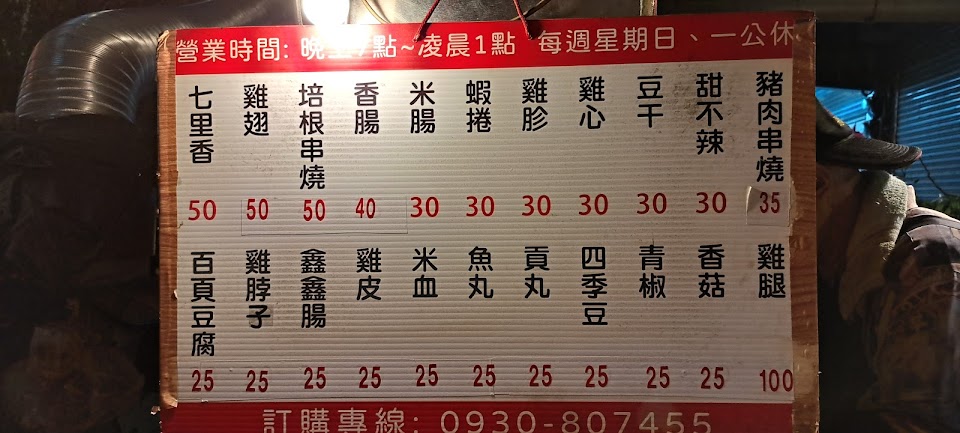 營業時間: 晚 點~凌晨1點 每週星期日、一公休
豬肉串燒 35
甜不辣 30
豆干 30
雞心 30
雞胗 30
蝦捲 30
米腸 30
香腸 40
培根串燒 50
雞翅 50
七里香 50
雞腿 100
香菇 25
青椒 25
四季豆 25
貢丸 25
魚丸 25
米血 25
雞皮 25
鑫鑫腸 25
雞脖子 25
百頁豆腐 25
訂購專線: 0930-807455